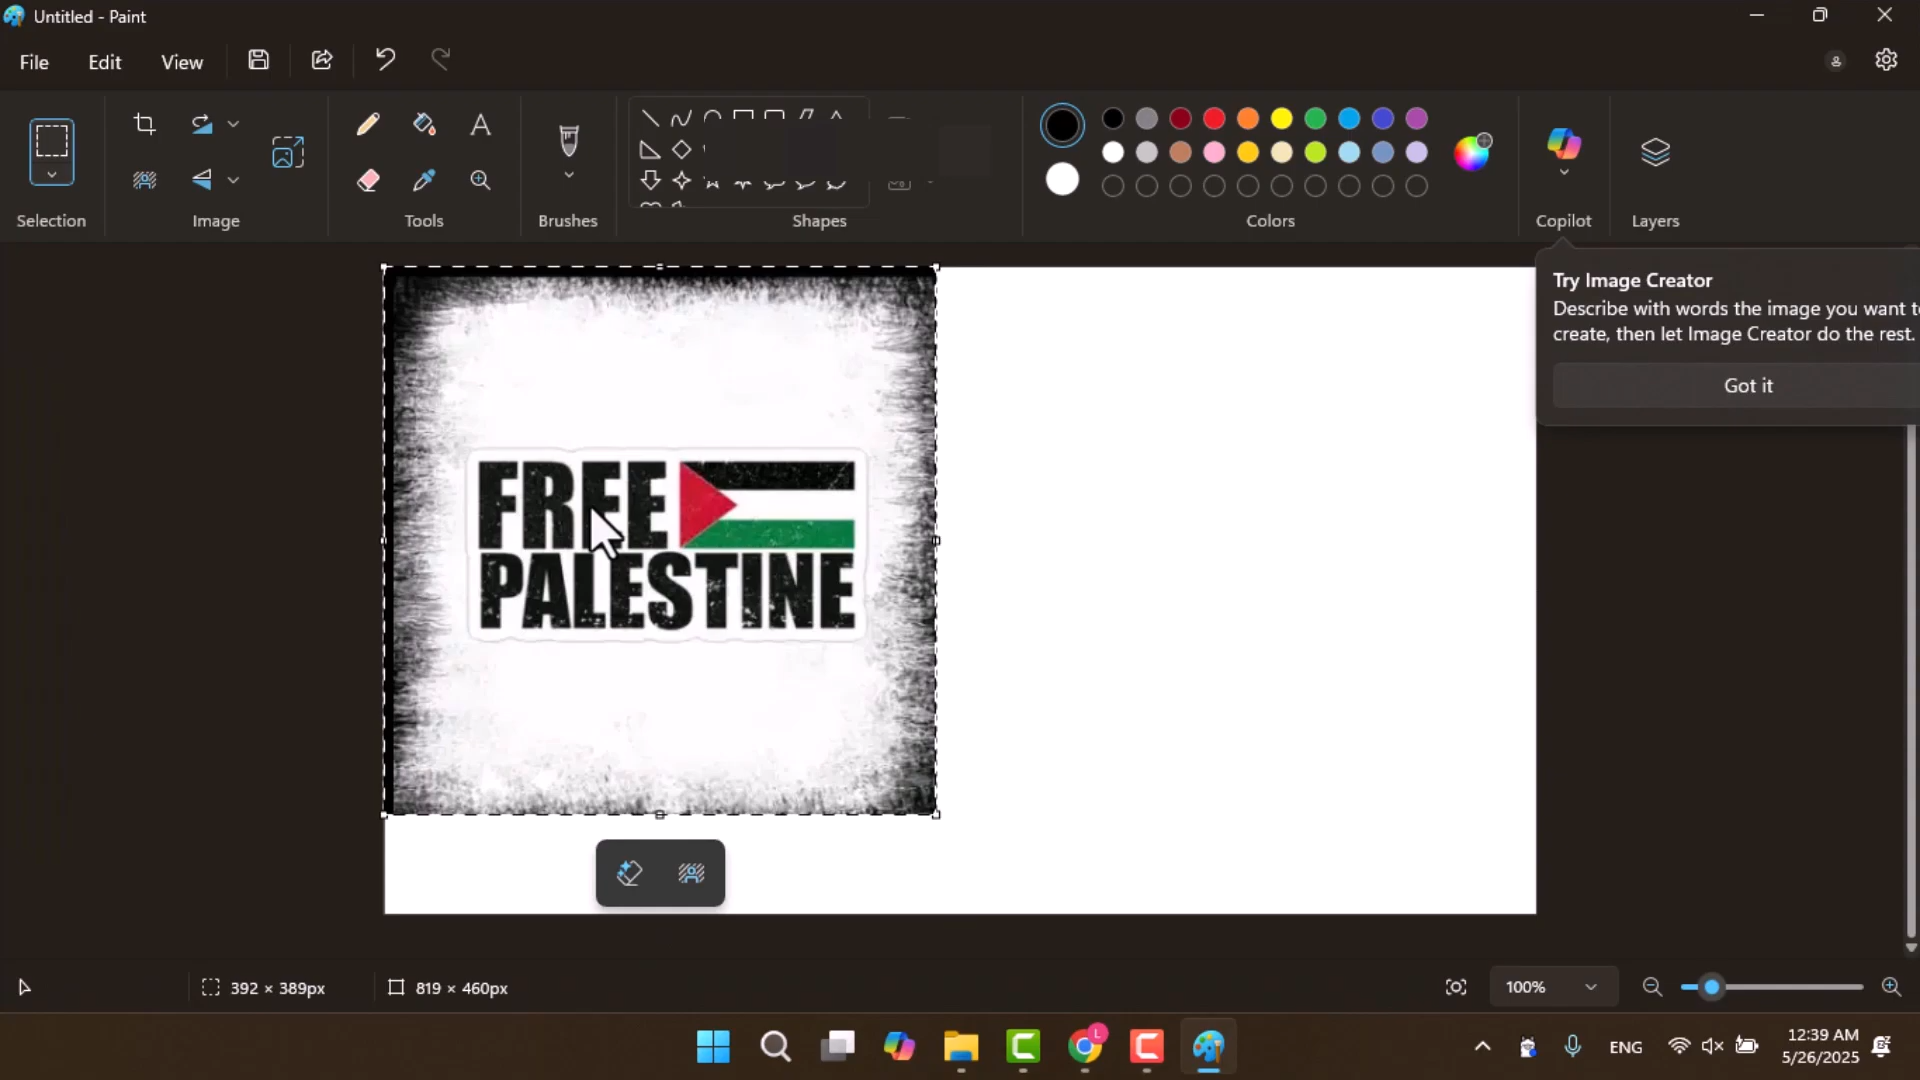 Untitled - Paint
File
Edit
View
Selection
Image
Tools
Brushes
Shapes
Colors
Copilot
Layers
Try Image Creator
Describe with words the image you want
create, then let Image Creator do the rest.
Got it
FREE
PALESTINE
392 × 389px
819 × 460px
100%
L
ENG
12:39 AM
5/26/2025